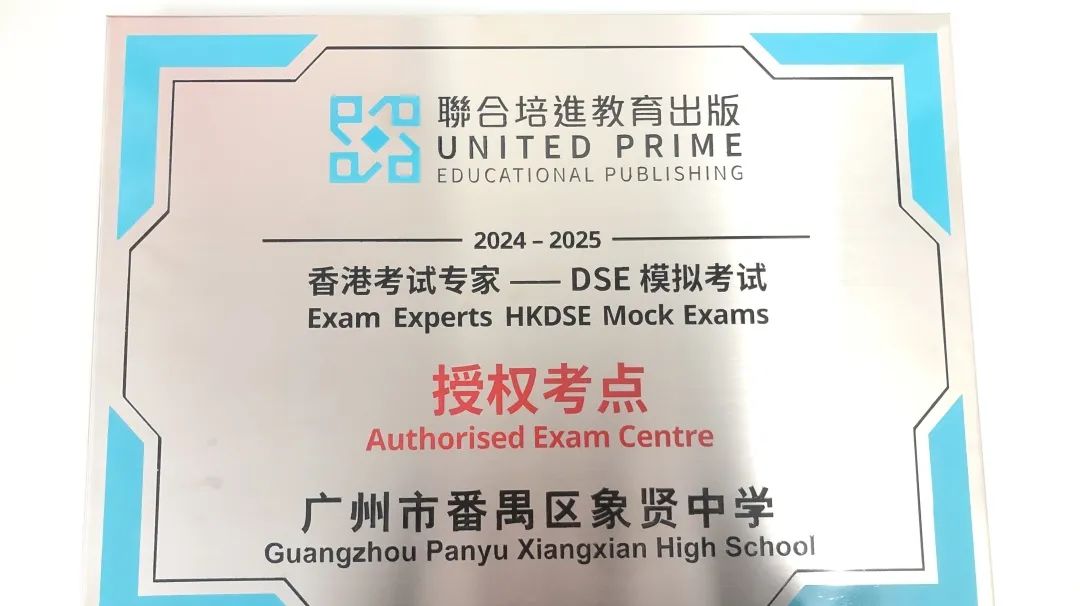 聯合培進教育出版
UNITED PRIME
EDUCATIONAL PUBLISHING
2024 – 2025
香港考试专家 —— DSE 模拟考试
Exam Experts HKDSE Mock Exams
授权考点
Authorised Exam Centre
广州市番禺区象贤中学
Guangzhou Panyu Xiangxian High School